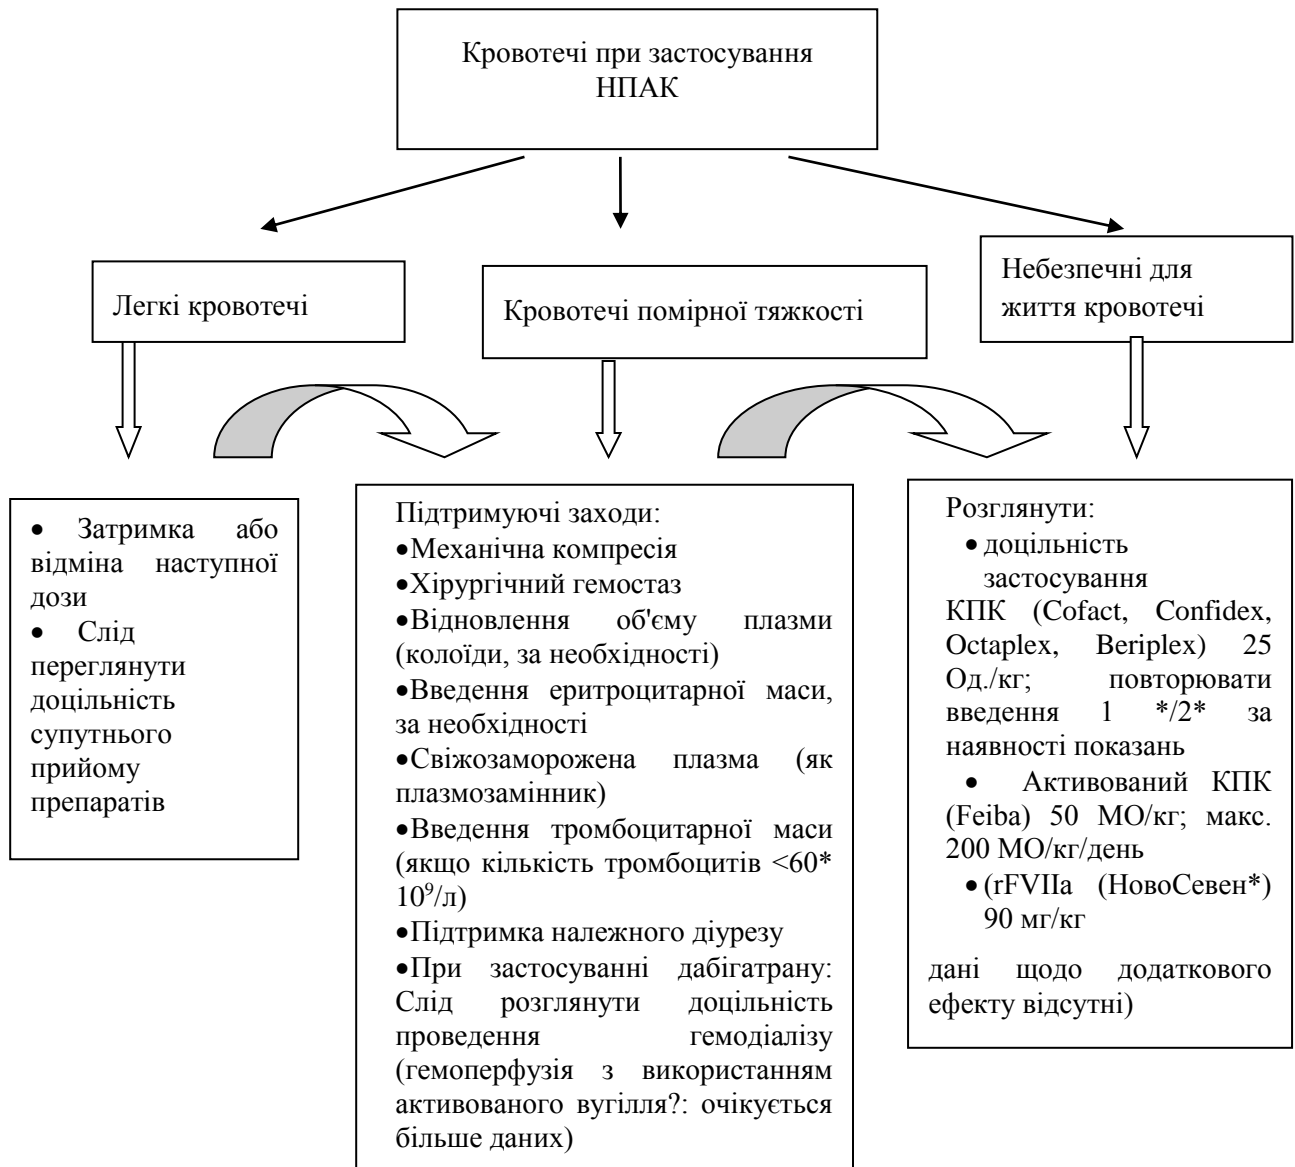 Кровотечі при застосування
НПАК
Легкі кровотечі
Кровотечі помірної тяжкості
Небезпечні для
життя кровотечі
• Затримка або
відміна наступної
дози
• Слід
переглянути
доцільність
супутнього
прийому
препаратів
Підтримуючі заходи:
•Механічна компресія
•Хірургічний гемостаз
•Відновлення об'єму плазми
(колоїди, за необхідності)
•Введення еритроцитарної маси,
за необхідності
•Свіжозаморожена плазма (як
плазмозамінник)
•Введення тромбоцитарної маси
(якщо кількість тромбоцитів <60*
10⁹/л)
•Підтримка належного діурезу
•При застосуванні дабігатрану:
Слід розглянути доцільність
проведення гемодіалізу
(гемоперфузія з використанням
активованого вугілля?: очікується
більше даних)
Розглянути:
• доцільність
застосування
КПК (Cofact, Confidex,
Octaplex, Beriplex) 25
Од./кг; повторювати
введення 1 */2* за
наявності показань
• Активований КПК
(Feiba) 50 МО/кг; макс.
200 МО/кг/день
• (rFVIIa (НовоСевен*)
90 мг/кг
дані щодо додаткового
ефекту відсутні)